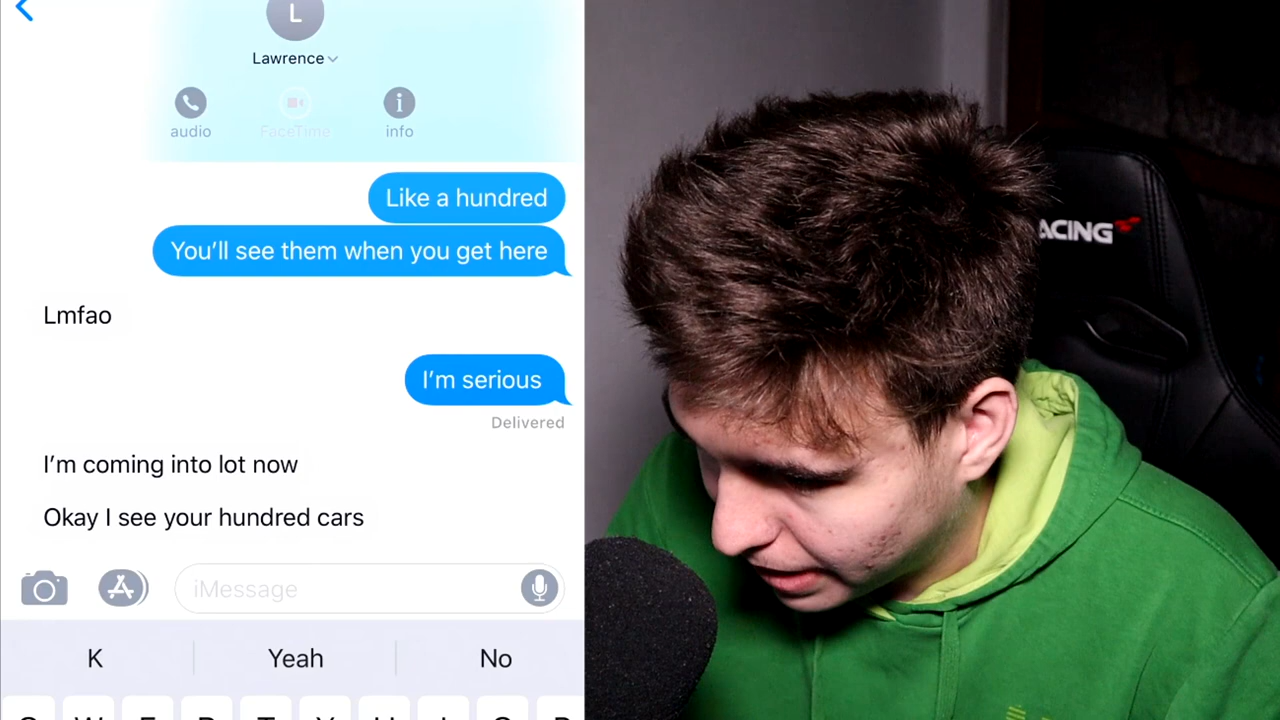 L
Lawrence
audio
FaceTime
info
Like a hundred
You’ll see them when you get here
Lmfao
I’m serious
Delivered
I’m coming into lot now
Okay I see your hundred cars
iMessage
K
Yeah
No
ACING